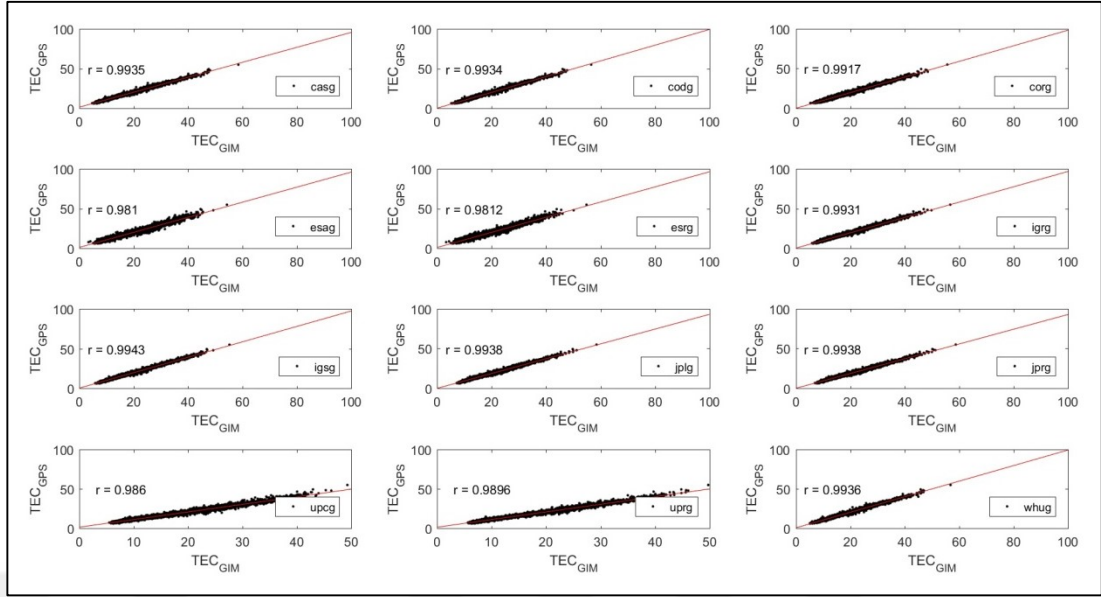 100
50
0
TEC_GPS
r = 0.9935
casg
0 20 40 60 80 100
TEC_GIM
100
50
0
TEC_GPS
r = 0.9934
codg
0 20 40 60 80 100
TEC_GIM
100
50
0
TEC_GPS
r = 0.9917
corg
0 20 40 60 80 100
TEC_GIM
100
50
0
TEC_GPS
r = 0.981
esag
0 20 40 60 80 100
TEC_GIM
100
50
0
TEC_GPS
r = 0.9812
esrg
0 20 40 60 80 100
TEC_GIM
100
50
0
TEC_GPS
r = 0.9931
igrg
0 20 40 60 80 100
TEC_GIM
100
50
0
TEC_GPS
r = 0.9943
igsg
0 20 40 60 80 100
TEC_GIM
100
50
0
TEC_GPS
r = 0.9938
jplg
0 20 40 60 80 100
TEC_GIM
100
50
0
TEC_GPS
r = 0.9938
jprg
0 20 40 60 80 100
TEC_GIM
100
50
0
TEC_GPS
r = 0.986
upcg
0 10 20 30 40 50
TEC_GIM
100
50
0
TEC_GPS
r = 0.9896
uprg
0 10 20 30 40 50
TEC_GIM
100
50
0
TEC_GPS
r = 0.9936
whug
0 20 40 60 80 100
TEC_GIM